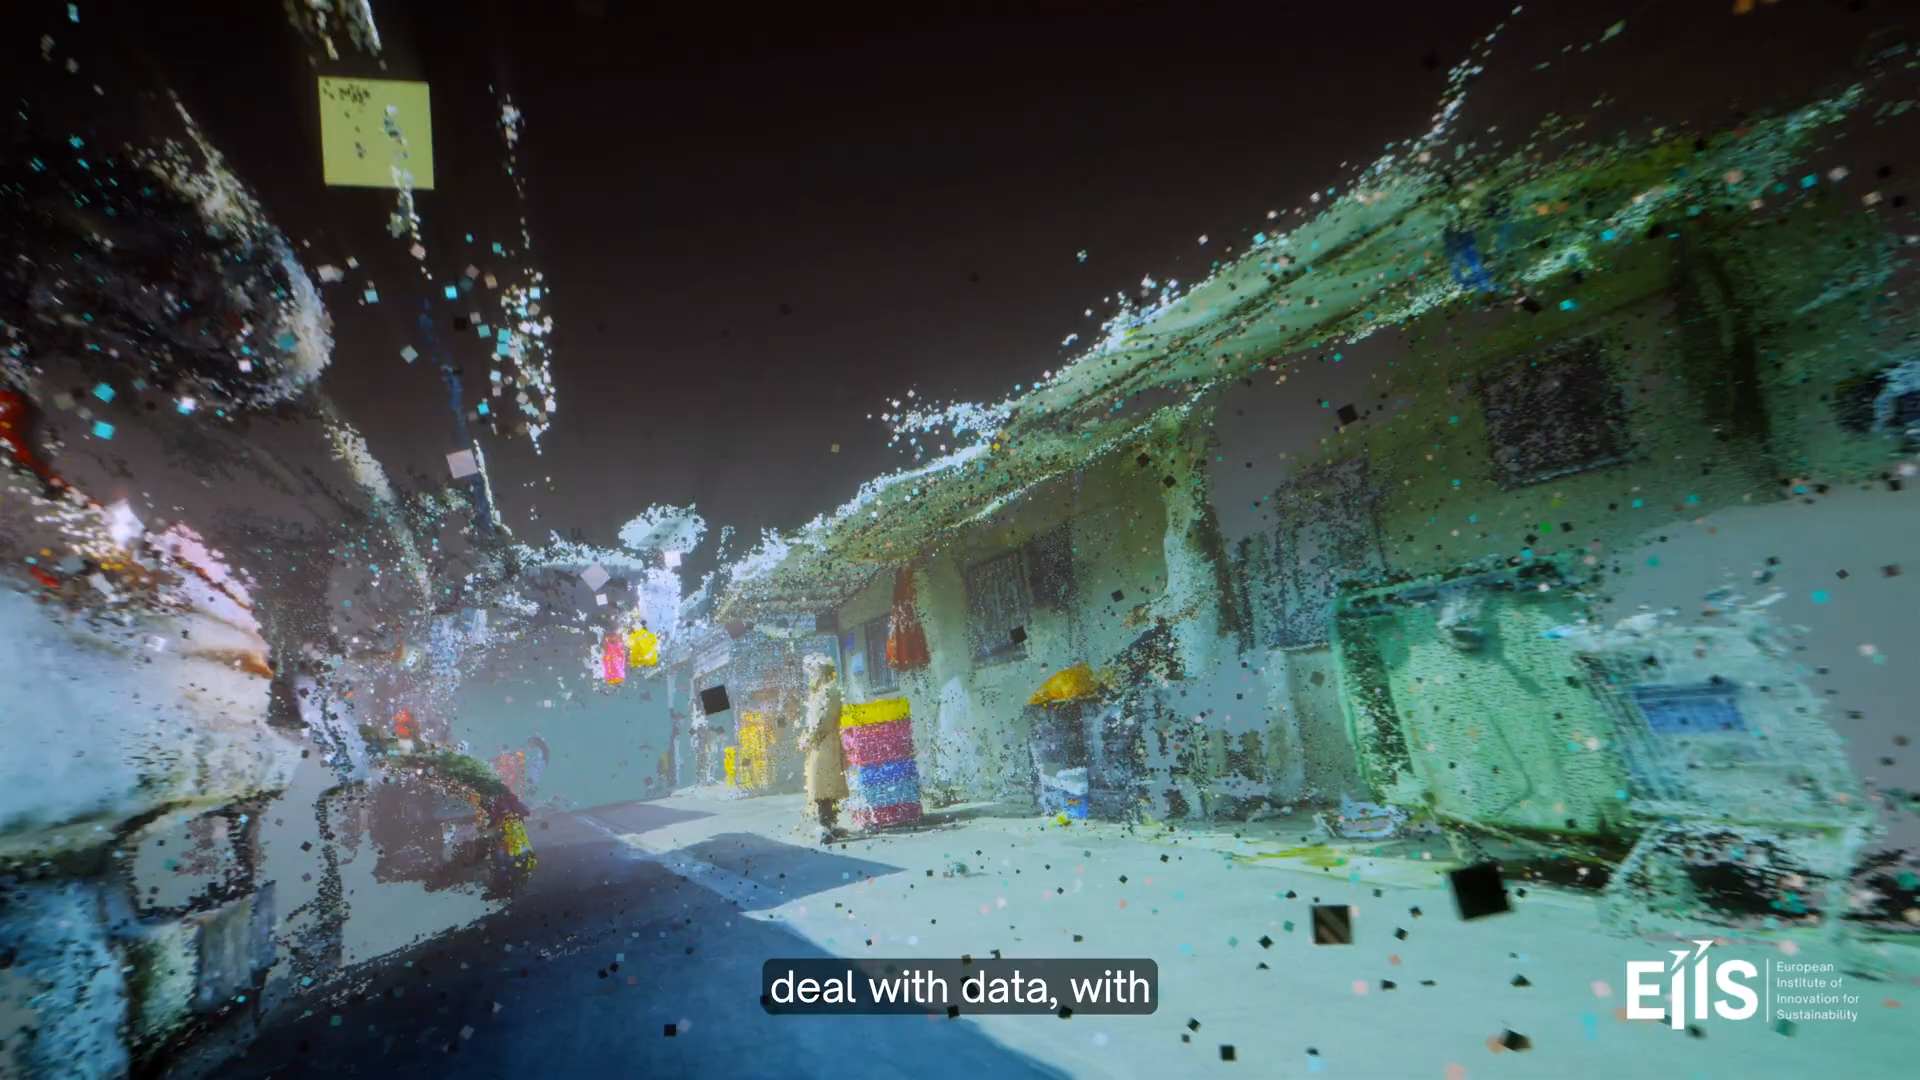 deal with data, with
EIIS
European
Institute of
Innovation for
Sustainability